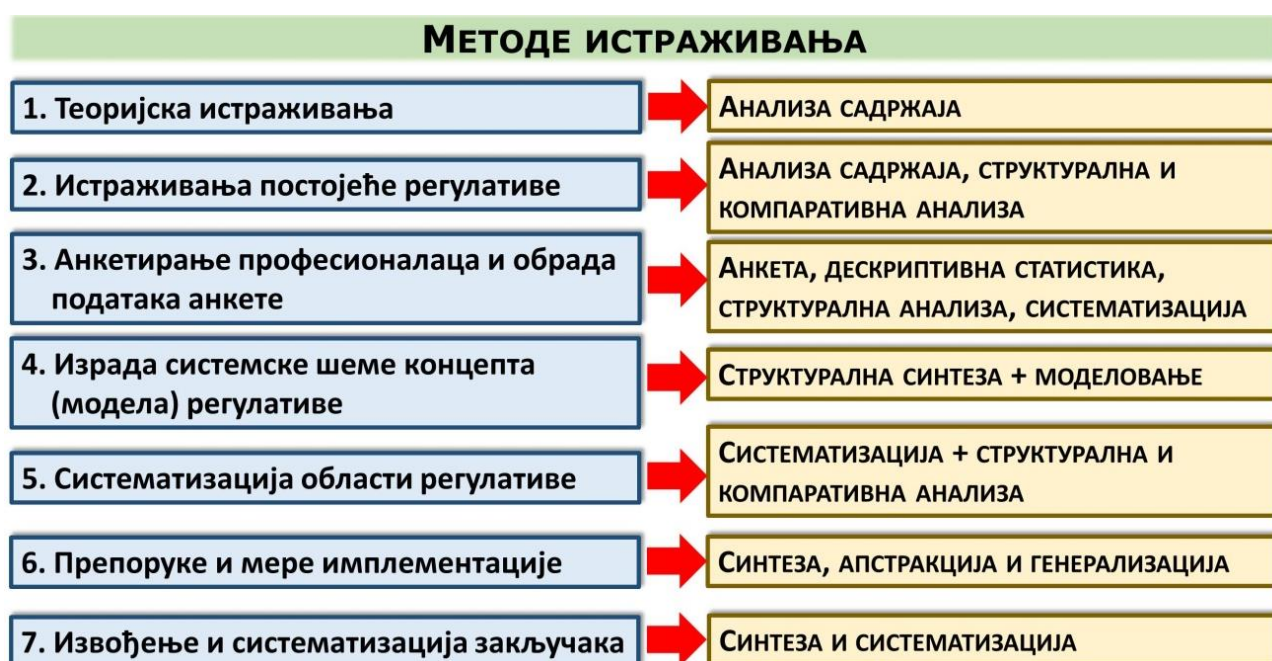 МЕТОДЕ ИСТРАЖИВАЊА
1. Теоријска истраживања
АНАЛИЗА САДРЖАЈА
2. Истраживања постојеће регулативе
АНАЛИЗА САДРЖАЈА, СТРУКТУРАЛНА И
КОМПАРАТИВНА АНАЛИЗА
3. Анкетирање професионалаца и обрада
података анкете
АНКЕТА, ДЕСКРИПТИВНА СТАТИСТИКА,
СТРУКТУРАЛНА АНАЛИЗА, СИСТЕМАТИЗАЦИЈА
4. Израда системске шеме концепта
(модела) регулативе
СТРУКТУРАЛНА СИНТЕЗА + МОДЕЛОВАЊЕ
5. Систематизација области регулативе
СИСТЕМАТИЗАЦИЈА + СТРУКТУРАЛНА И
КОМПАРАТИВНА АНАЛИЗА
6. Препоруке и мере имплементације
СИНТЕЗА, АПСТРАКЦИЈА И ГЕНЕРАЛИЗАЦИЈА
7. Извођење и систематизација закључака
СИНТЕЗА И СИСТЕМАТИЗАЦИЈА